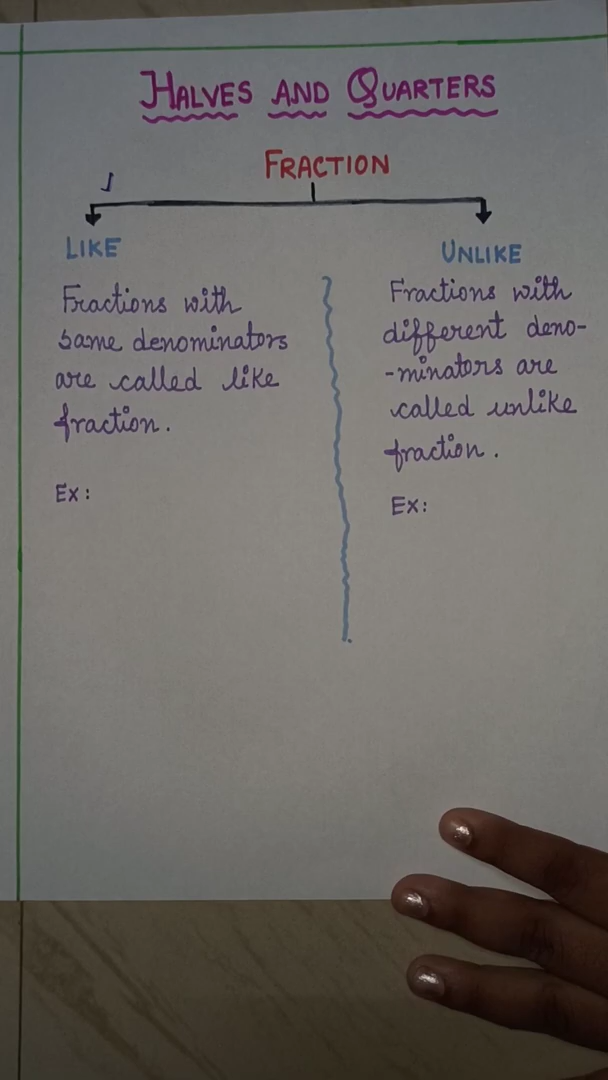 HALVES AND QUARTERS
FRACTION
LIKE
Fractions with
same denominators
are called like
fraction.
Ex:
UNLIKE
Fractions with
different deno-
-minators are
called unlike
fraction.
Ex: